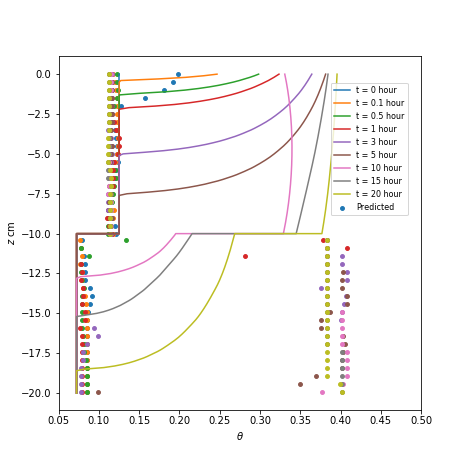 0.0
−2.5
−5.0
−7.5
−10.0
−12.5
−15.0
−17.5
−20.0
z cm
t = 0 hour
t = 0.1 hour
t = 0.5 hour
t = 1 hour
t = 3 hour
t = 5 hour
t = 10 hour
t = 15 hour
t = 20 hour
Predicted
0.05 0.10 0.15 0.20 0.25 0.30 0.35 0.40 0.45 0.50
θ